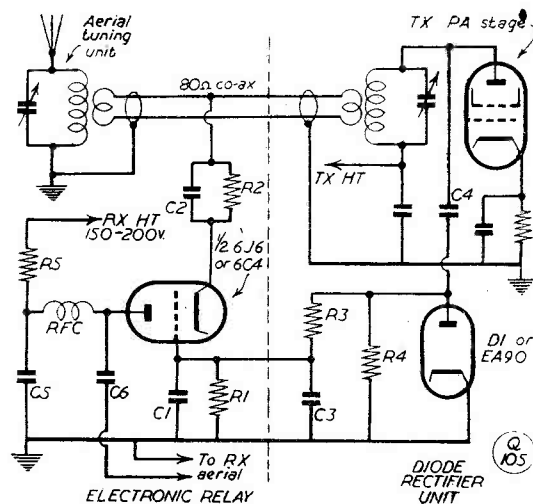 Aerial
tuning
unit
TX PA stage
80Ω co-ax
C2
R2
TX HT
C4
RX HT
150-200v.
½ 6J6
or 6C4
R5
RFC
R3
R4
D1 or
EA90
C5
C6
C1
R1
C3
To RX
aerial
Q
105
ELECTRONIC RELAY
DIODE
RECTIFIER
UNIT